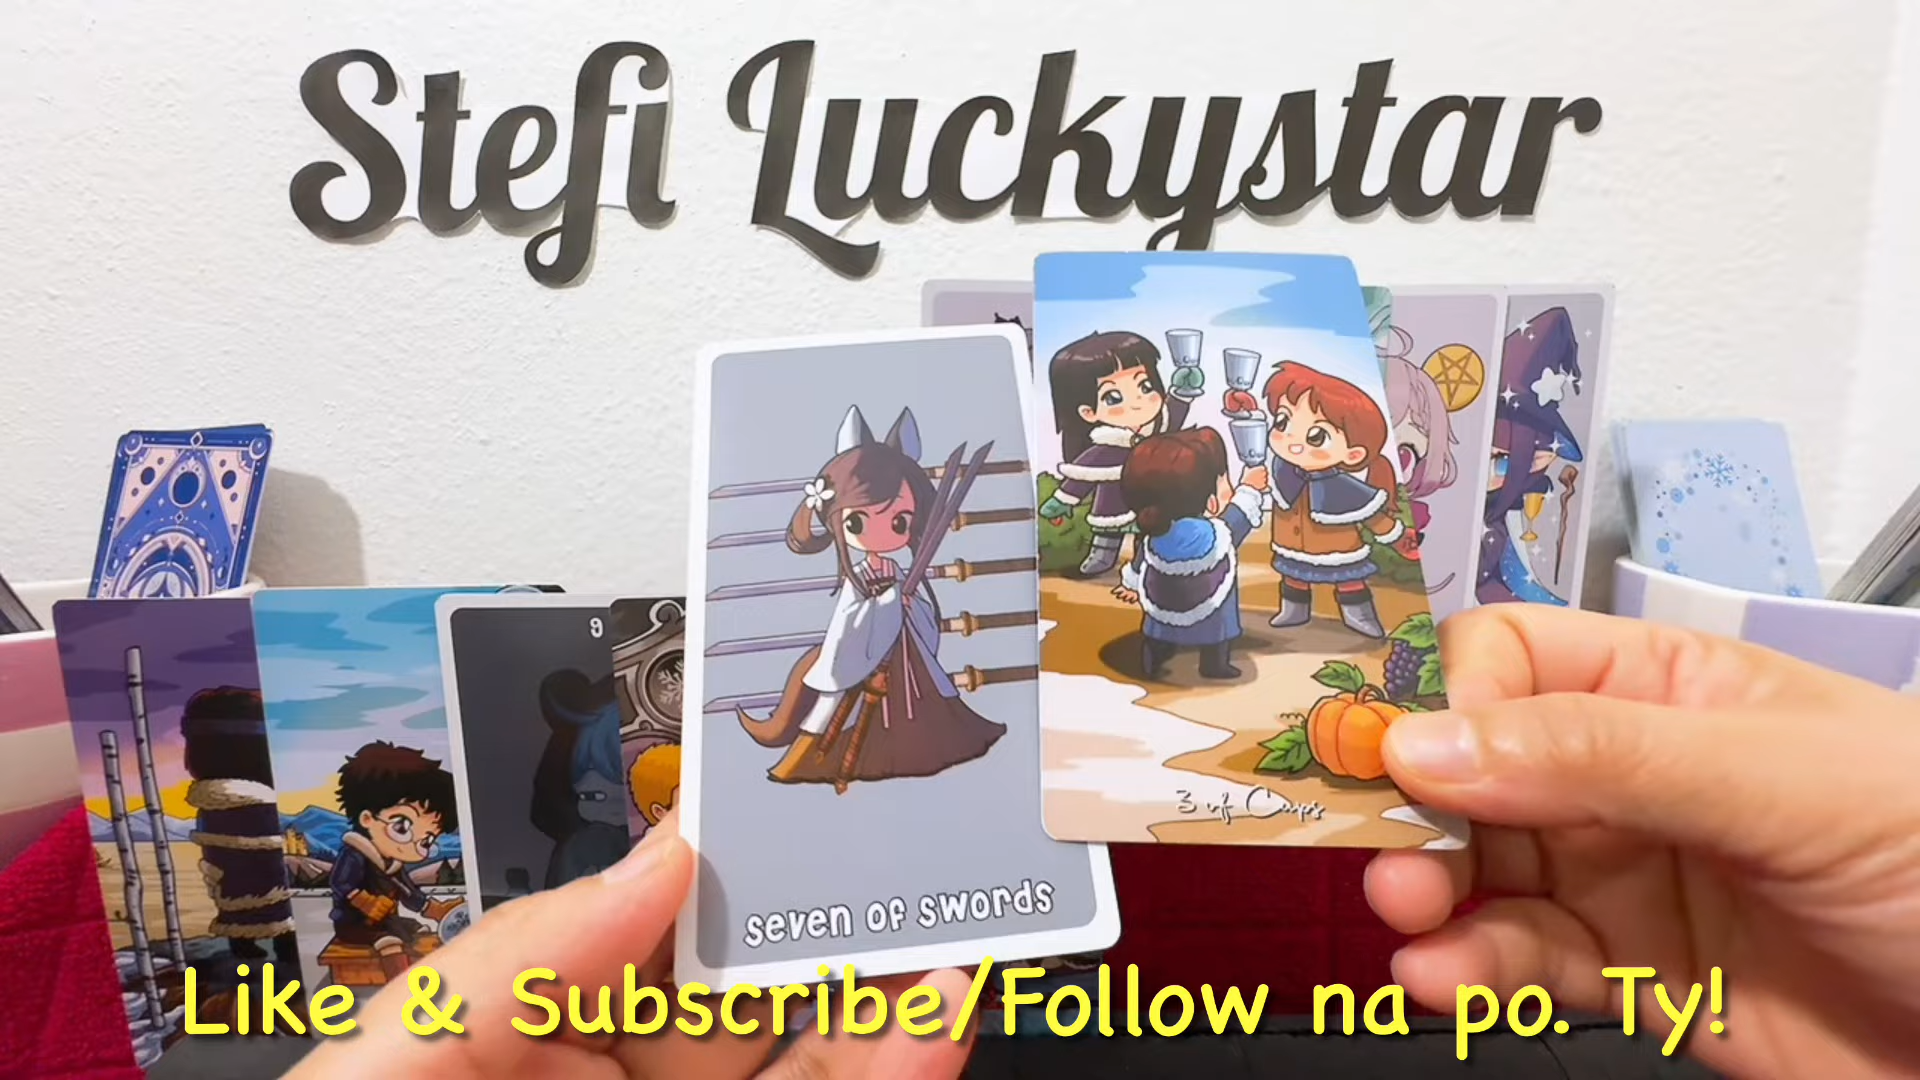 Stefi Luckystar
9
seven of swords
3 of Cups
Like & Subscribe/Follow na po. Ty!